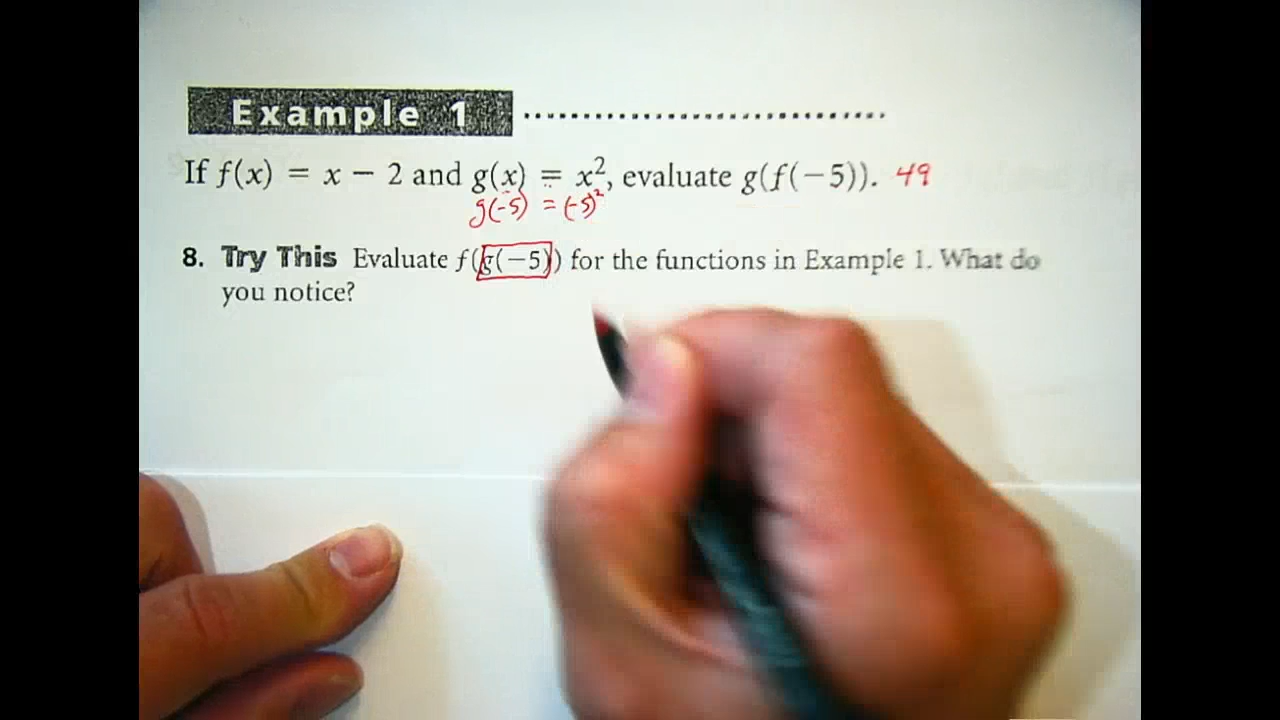 Example 1
If f(x) = x − 2 and g(x) = x², evaluate g(f(−5)). 49
g(-5) = (-5)²
8. Try This Evaluate f(g(−5)) for the functions in Example 1. What do
you notice?